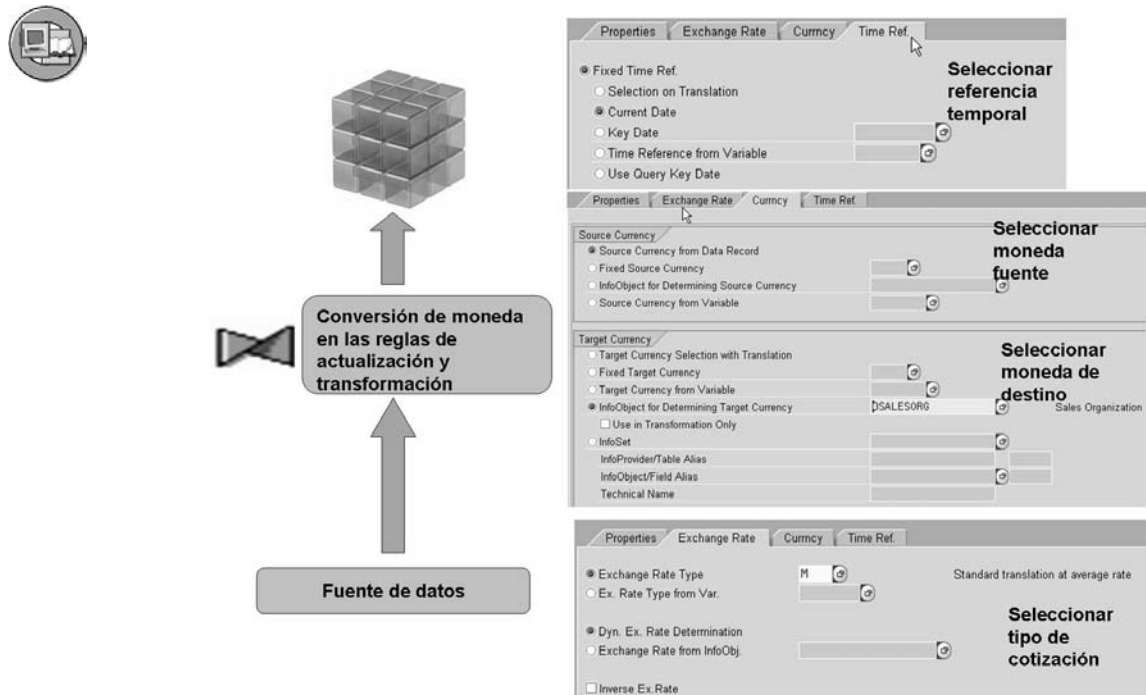 Conversión de moneda
en las reglas de
actualización y
transformación
Fuente de datos
Properties Exchange Rate Currncy Time Ref.
Fixed Time Ref.
Selection on Translation
Current Date
Key Date
Time Reference from Variable
Use Query Key Date
Seleccionar
referencia
temporal
Properties Exchange Rate Currncy Time Ref.
Source Currency
Source Currency from Data Record
Fixed Source Currency
InfoObject for Determining Source Currency
Source Currency from Variable
Seleccionar
moneda
fuente
Target Currency
Target Currency Selection with Translation
Fixed Target Currency
Target Currency from Variable
InfoObject for Determining Target Currency 0SALESORG Sales Organization
Use in Transformation Only
InfoSet
InfoProvider/Table Alias
InfoObject/Field Alias
Technical Name
Seleccionar
moneda de
destino
Properties Exchange Rate Currncy Time Ref.
Exchange Rate Type M Standard translation at average rate
Ex. Rate Type from Var.
Dyn. Ex. Rate Determination
Exchange Rate from InfoObj.
Inverse Ex.Rate
Seleccionar
tipo de
cotización